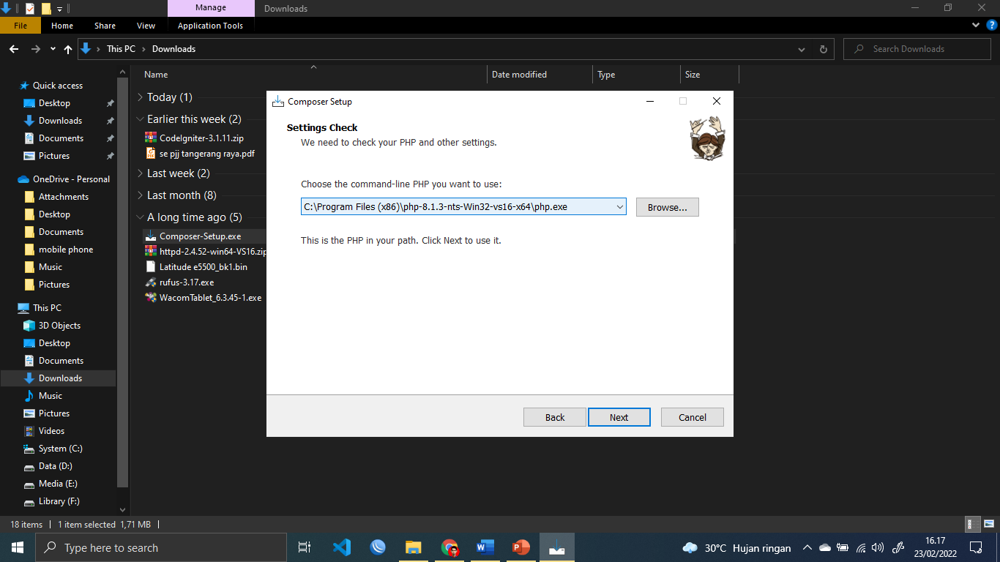 Manage
Downloads
File
Home
Share
View
Application Tools
This PC
Downloads
Search Downloads
Name
Date modified
Type
Size
Quick access
Desktop
Downloads
Documents
Pictures
OneDrive - Personal
Attachments
Desktop
Documents
mobile phone
Music
Pictures
This PC
3D Objects
Desktop
Documents
Downloads
Music
Pictures
Videos
System (C:)
Data (D:)
Media (E:)
Library (F:)
Today (1)
Earlier this week (2)
CodeIgniter-3.1.11.zip
se pjj tangerang raya.pdf
Last week (2)
Last month (8)
A long time ago (5)
Composer-Setup.exe
httpd-2.4.52-win64-VS16.zip
Latitude e5500_bk1.bin
rufus-3.17.exe
WacomTablet_6.3.45-1.exe
Composer Setup
Settings Check
We need to check your PHP and other settings.
Choose the command-line PHP you want to use:
C:\Program Files (x86)\php-8.1.3-nts-Win32-vs16-x64\php.exe
Browse...
This is the PHP in your path. Click Next to use it.
Back
Next
Cancel
18 items
1 item selected 1,71 MB
Type here to search
30°C Hujan ringan
16.17
23/02/2022